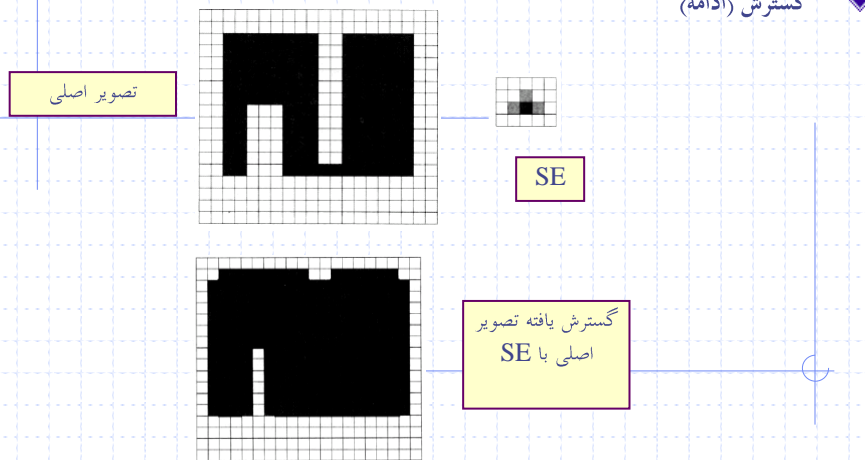 گسترش (ادامه)
تصویر اصلی
SE
گسترش یافته تصویر
اصلی با SE